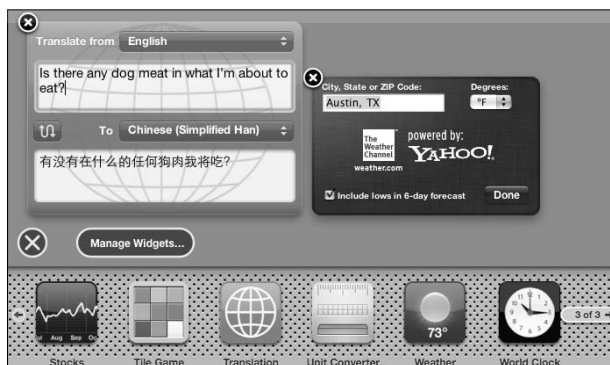 Translate from English
Is there any dog meat in what I'm about to
eat?
To Chinese (Simplified Han)
有没有在什么的任何狗肉我将吃?
City, State or ZIP Code: Degrees:
Austin, TX °F
The
Weather
Channel
weather.com
powered by:
YAHOO!
Include lows in 6-day forecast Done
Manage Widgets...
Aug Sep
73°
12
3 of 3
Stocks Tile Game Translation Unit Converter Weather World Clock